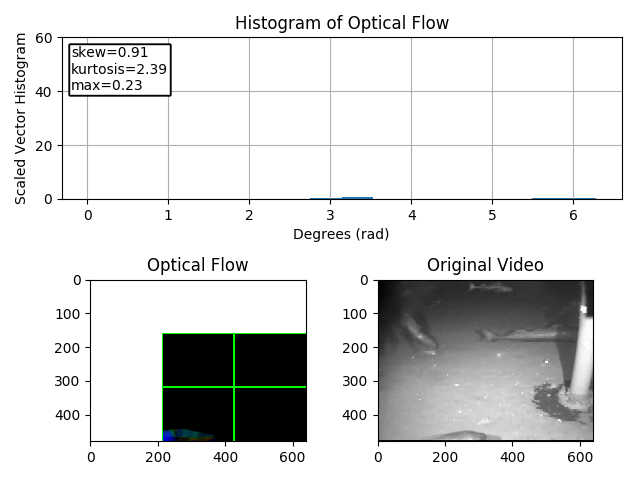 Histogram of Optical Flow
60
skew=0.91
kurtosis=2.39
max=0.23
40
20
0
Scaled Vector Histogram
0 1 2 3 4 5 6
Degrees (rad)
Optical Flow
0
100
200
300
400
0 200 400 600
Original Video
0
100
200
300
400
0 200 400 600